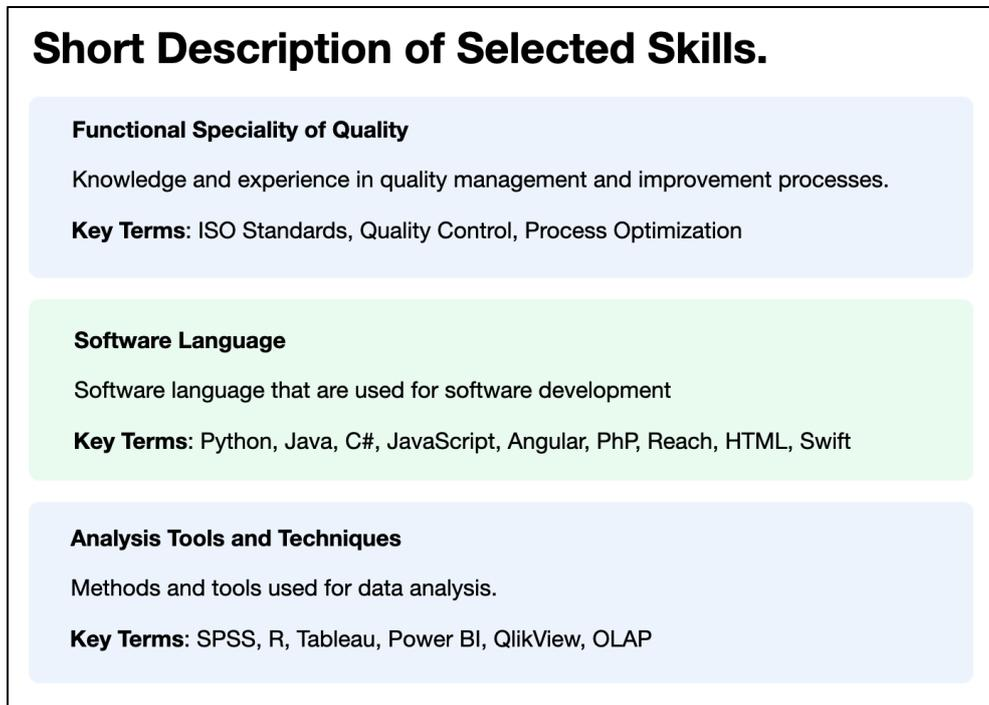 Short Description of Selected Skills.
Functional Speciality of Quality
Knowledge and experience in quality management and improvement processes.
Key Terms: ISO Standards, Quality Control, Process Optimization
Software Language
Software language that are used for software development
Key Terms: Python, Java, C#, JavaScript, Angular, PhP, Reach, HTML, Swift
Analysis Tools and Techniques
Methods and tools used for data analysis.
Key Terms: SPSS, R, Tableau, Power BI, QlikView, OLAP